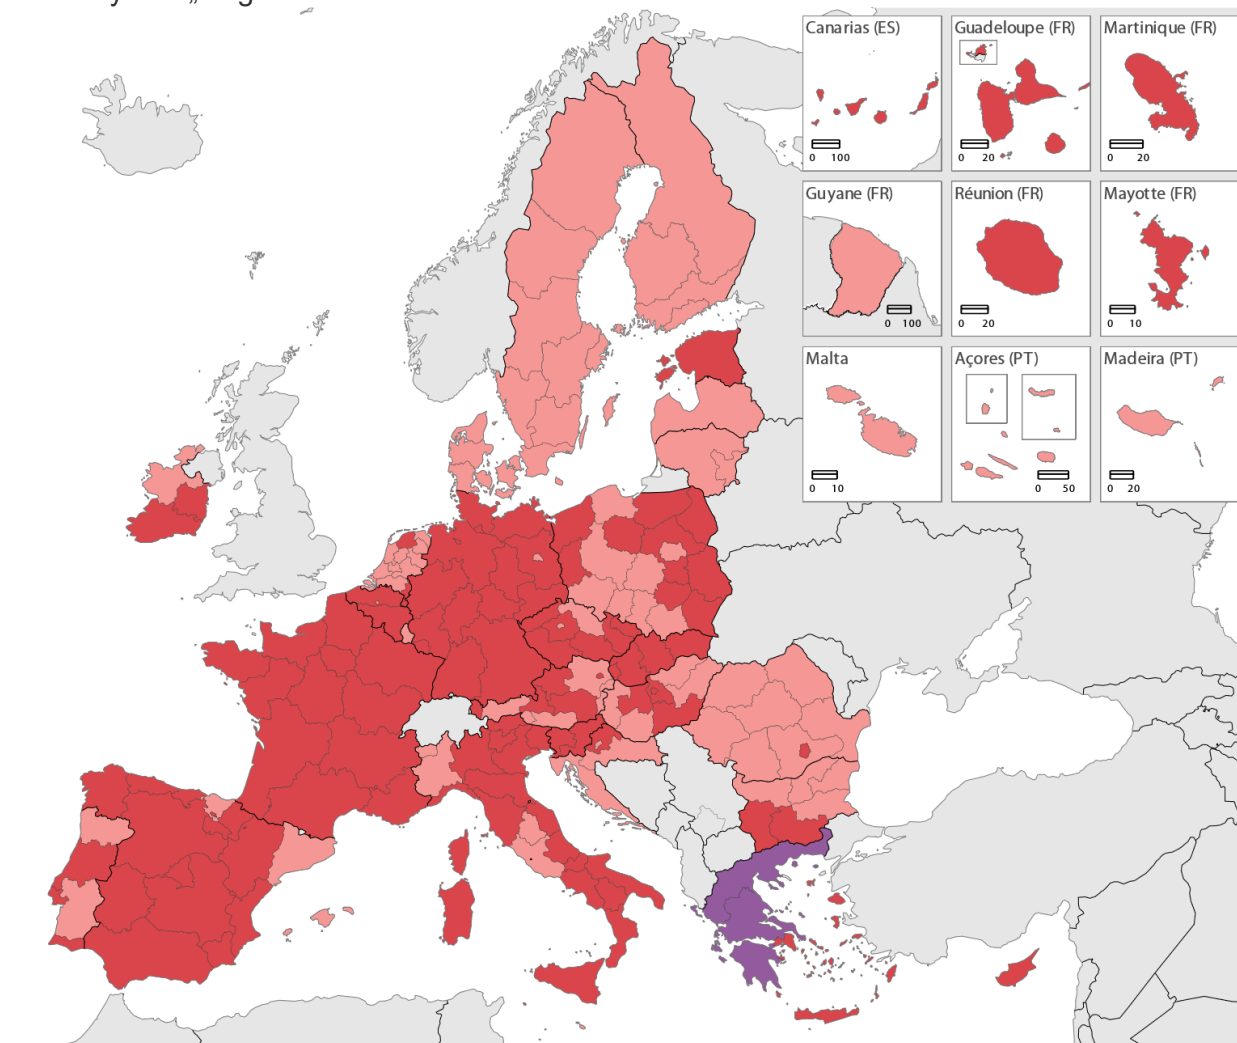 Canarias (ES)
0 100
Guadeloupe (FR)
0 20
Martinique (FR)
0 20
Guyane (FR)
0 100
Réunion (FR)
0 20
Mayotte (FR)
0 10
Malta
0 10
Açores (PT)
0 50
Madeira (PT)
0 20